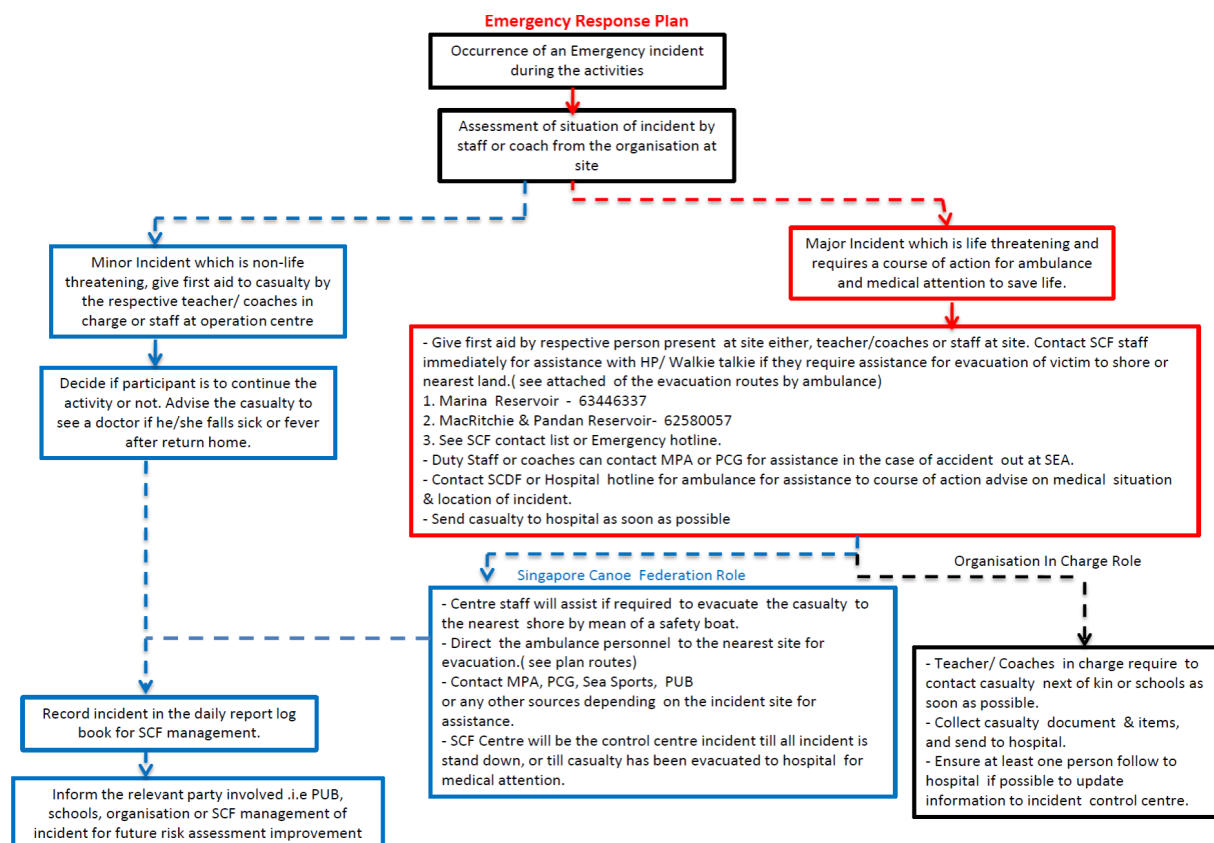 Emergency Response Plan
Occurrence of an Emergency incident
during the activities
Assessment of situation of incident by
staff or coach from the organisation at
site
Minor Incident which is non-life
threatening, give first aid to casualty by
the respective teacher/ coaches in
charge or staff at operation centre
Major Incident which is life threatening and
requires a course of action for ambulance
and medical attention to save life.
Decide if participant is to continue the
activity or not. Advise the casualty to
see a doctor if he/she falls sick or fever
after return home.
- Give first aid by respective person present at site either, teacher/coaches or staff at site. Contact SCF staff
immediately for assistance with HP/ Walkie talkie if they require assistance for evacuation of victim to shore or
nearest land.( see attached of the evacuation routes by ambulance)
1. Marina Reservoir - 63446337
2. MacRitchie & Pandan Reservoir- 62580057
3. See SCF contact list or Emergency hotline.
- Duty Staff or coaches can contact MPA or PCG for assistance in the case of accident out at SEA.
- Contact SCDF or Hospital hotline for ambulance for assistance to course of action advise on medical situation
& location of incident.
- Send casualty to hospital as soon as possible
Singapore Canoe Federation Role
- Centre staff will assist if required to evacuate the casualty to
the nearest shore by mean of a safety boat.
- Direct the ambulance personnel to the nearest site for
evacuation.( see plan routes)
- Contact MPA, PCG, Sea Sports, PUB
or any other sources depending on the incident site for
assistance.
- SCF Centre will be the control centre incident till all incident is
stand down, or till casualty has been evacuated to hospital for
medical attention.
Organisation In Charge Role
- Teacher/ Coaches in charge require to
contact casualty next of kin or schools as
soon as possible.
- Collect casualty document & items,
and send to hospital.
- Ensure at least one person follow to
hospital if possible to update
information to incident control centre.
Record incident in the daily report log
book for SCF management.
Inform the relevant party involved .i.e PUB,
schools, organisation or SCF management of
incident for future risk assessment improvement